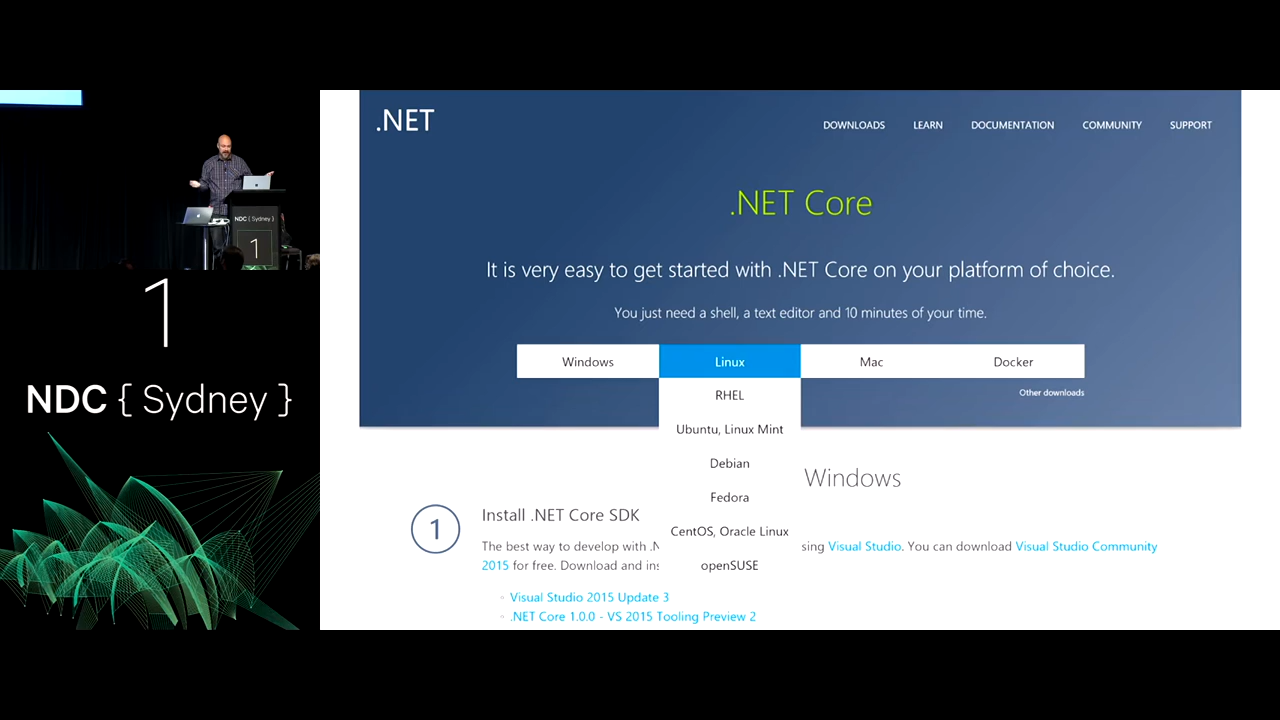 NDC { Sydney }
1
1
NDC { Sydney }
.NET
DOWNLOADS
LEARN
DOCUMENTATION
COMMUNITY
SUPPORT
.NET Core
It is very easy to get started with .NET Core on your platform of choice.
You just need a shell, a text editor and 10 minutes of your time.
Windows
Linux
Mac
Docker
Other downloads
RHEL
Ubuntu, Linux Mint
Debian
Fedora
CentOS, Oracle Linux
openSUSE
Windows
1
Install .NET Core SDK
The best way to develop with .N sing Visual Studio. You can download Visual Studio Community
2015 for free. Download and ins
Visual Studio 2015 Update 3
.NET Core 1.0.0 - VS 2015 Tooling Preview 2